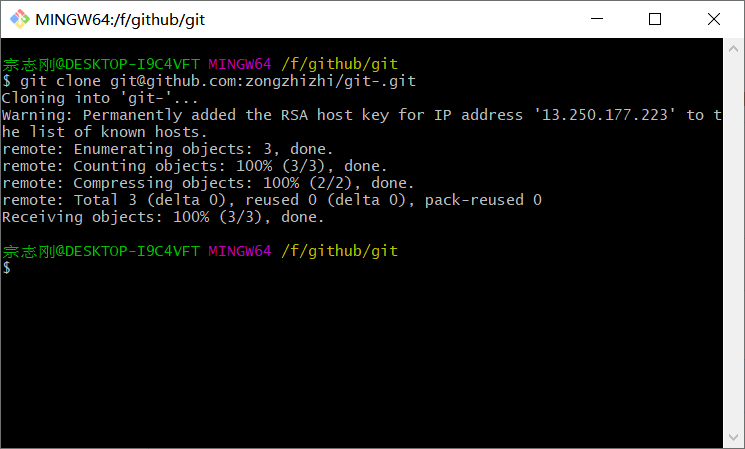 MINGW64:/f/github/git
宗志刚@DESKTOP-I9C4VFT MINGW64 /f/github/git
$ git clone git@github.com:zongzhizhi/git-.git
Cloning into 'git-'...
Warning: Permanently added the RSA host key for IP address '13.250.177.223' to t
he list of known hosts.
remote: Enumerating objects: 3, done.
remote: Counting objects: 100% (3/3), done.
remote: Compressing objects: 100% (2/2), done.
remote: Total 3 (delta 0), reused 0 (delta 0), pack-reused 0
Receiving objects: 100% (3/3), done.
宗志刚@DESKTOP-I9C4VFT MINGW64 /f/github/git
$